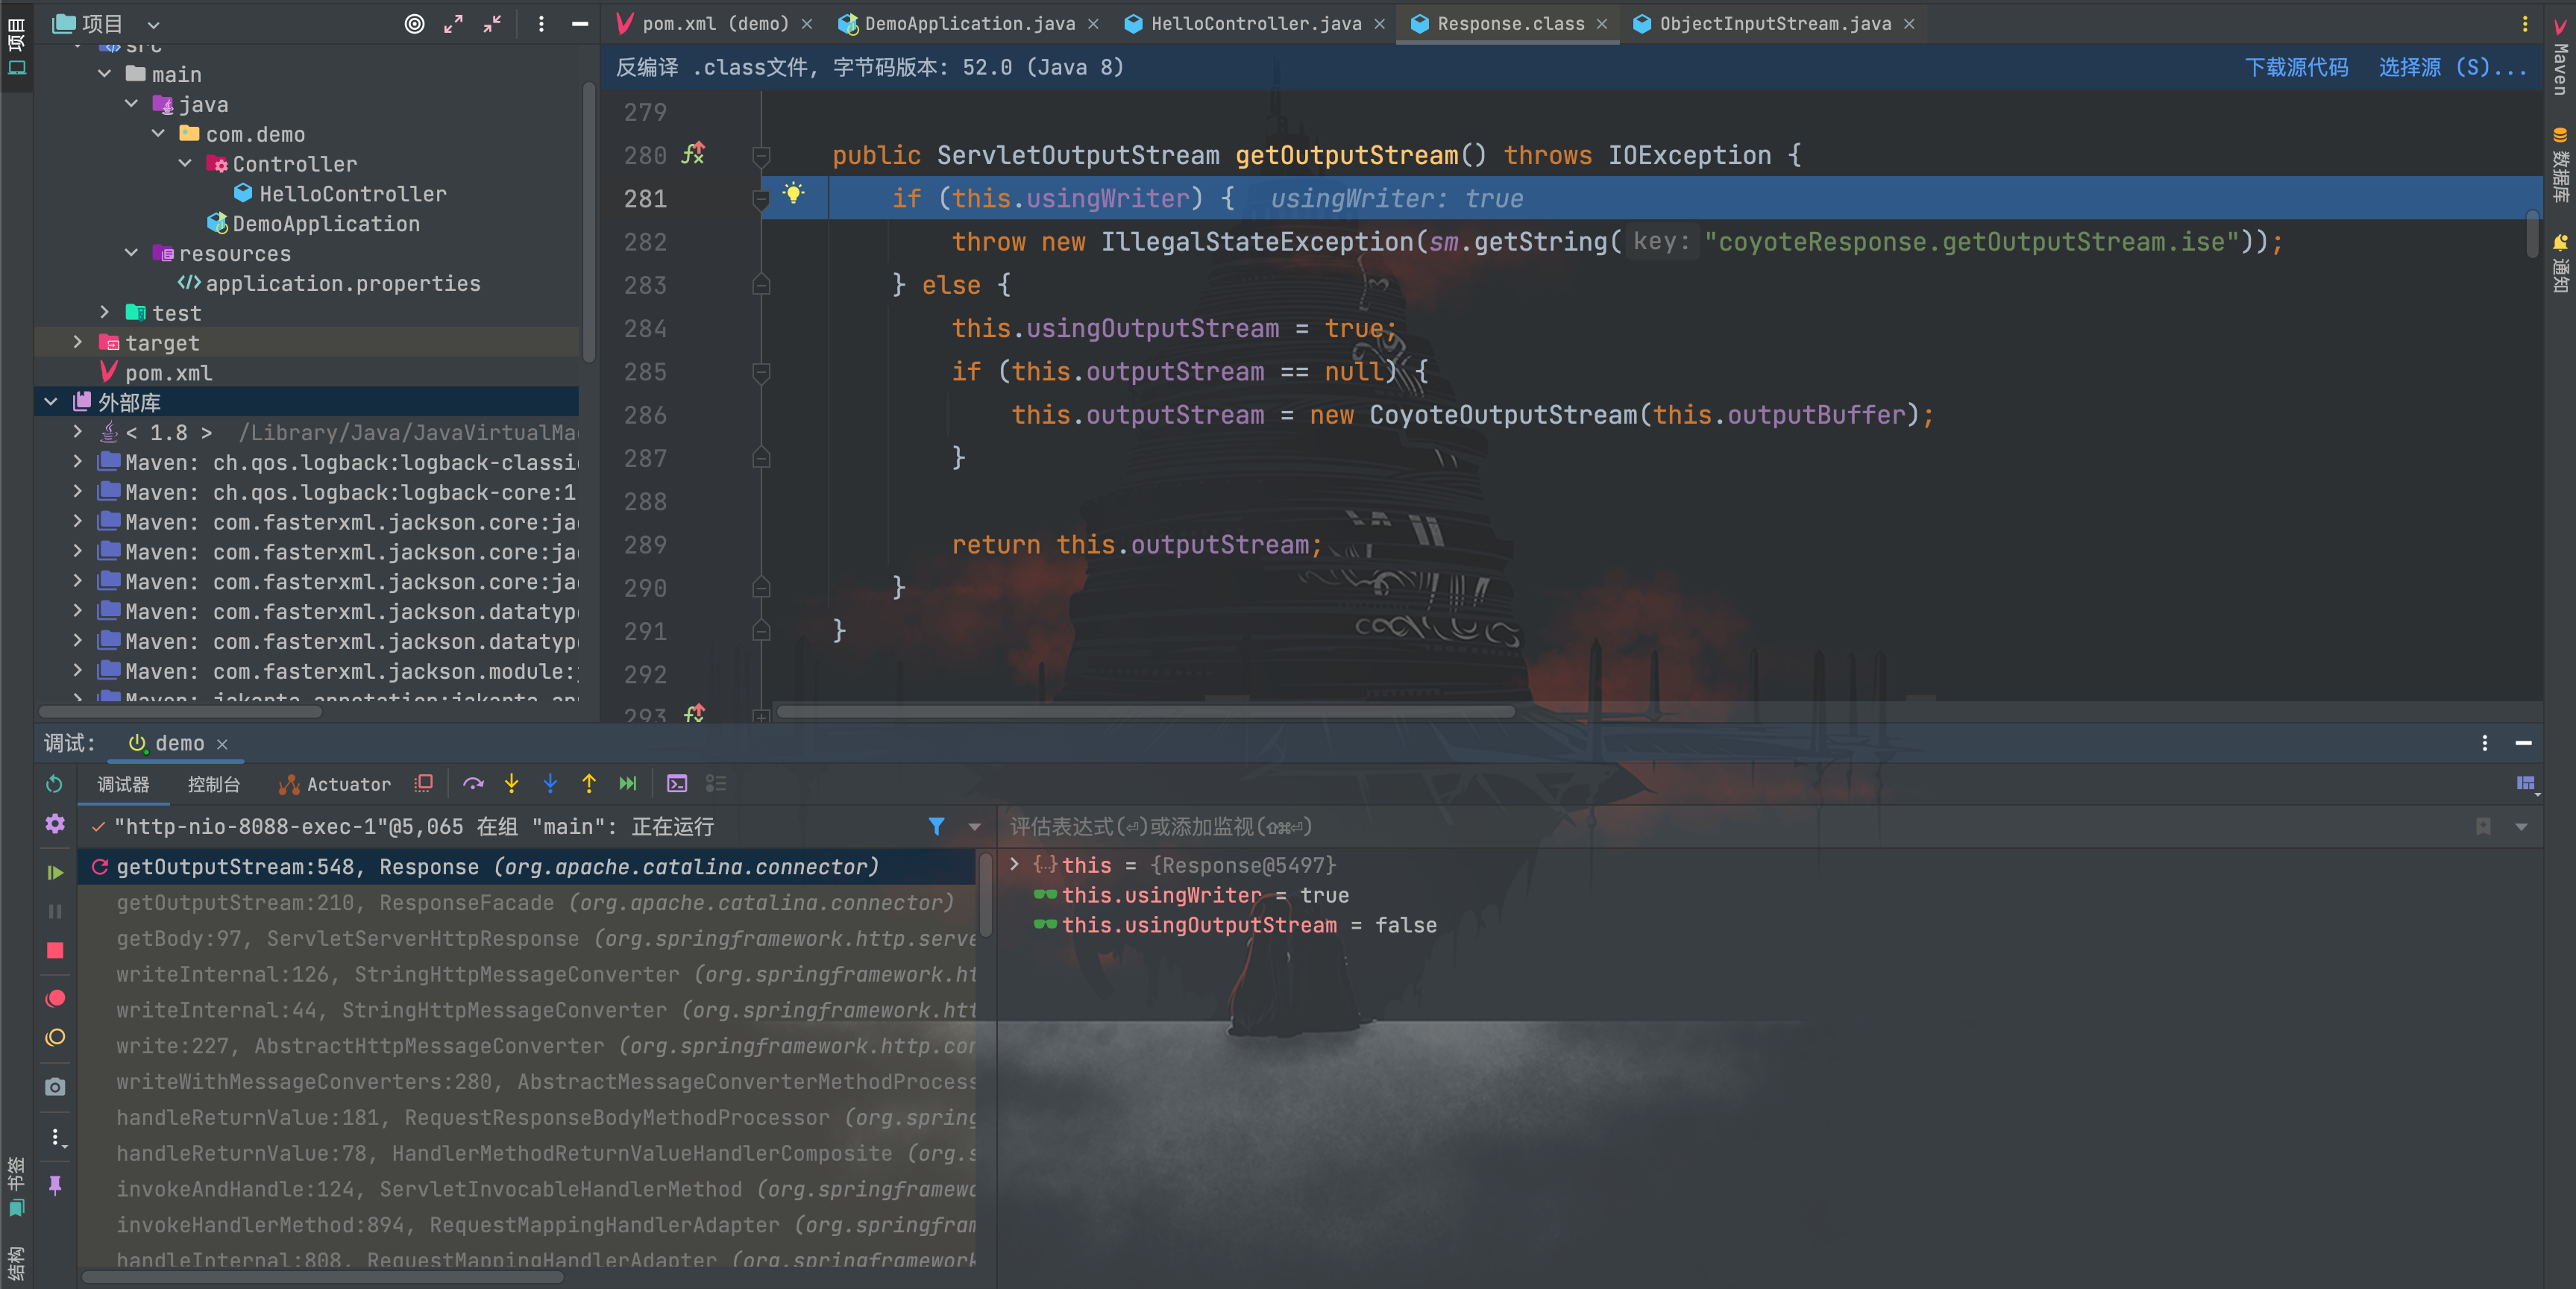 项目
pom.xml (demo)
DemoApplication.java
HelloController.java
Response.class
ObjectInputStream.java
项目
src
main
java
com.demo
Controller
HelloController
DemoApplication
resources
application.properties
test
target
pom.xml
外部库
< 1.8 > /Library/Java/JavaVirtualMa
Maven: ch.qos.logback:logback-classi
Maven: ch.qos.logback:logback-core:1
Maven: com.fasterxml.jackson.core:ja
Maven: com.fasterxml.jackson.core:ja
Maven: com.fasterxml.jackson.core:ja
Maven: com.fasterxml.jackson.datatype
Maven: com.fasterxml.jackson.datatype
Maven: com.fasterxml.jackson.module:
Maven: jakarta.annotation:jakarta.an
反编译 .class文件, 字节码版本: 52.0 (Java 8)
下载源代码 选择源 (S)...
279
280 public ServletOutputStream getOutputStream() throws IOException {
281 if (this.usingWriter) { usingWriter: true
282 throw new IllegalStateException(sm.getString( key: "coyoteResponse.getOutputStream.ise"));
283 } else {
284 this.usingOutputStream = true;
285 if (this.outputStream == null) {
286 this.outputStream = new CoyoteOutputStream(this.outputBuffer);
287 }
288
289 return this.outputStream;
290 }
291 }
292
293
Maven
数据库
通知
调试: demo
调试器 控制台 Actuator
"http-nio-8088-exec-1"@5,065 在组 "main": 正在运行
getOutputStream:548, Response (org.apache.catalina.connector)
getOutputStream:210, ResponseFacade (org.apache.catalina.connector)
getBody:97, ServletServerHttpResponse (org.springframework.http.serve
writeInternal:126, StringHttpMessageConverter (org.springframework.ht
writeInternal:44, StringHttpMessageConverter (org.springframework.htt
write:227, AbstractHttpMessageConverter (org.springframework.http.con
writeWithMessageConverters:280, AbstractMessageConverterMethodProcess
handleReturnValue:181, RequestResponseBodyMethodProcessor (org.spring
handleReturnValue:78, HandlerMethodReturnValueHandlerComposite (org.s
invokeAndHandle:124, ServletInvocableHandlerMethod (org.springframewo
invokeHandlerMethod:894, RequestMappingHandlerAdapter (org.springfram
handleInternal:808, RequestMappingHandlerAdapter (org.springframework
评估表达式(⏎)或添加监视(⇧⌘⏎)
this = {Response@5497}
this.usingWriter = true
this.usingOutputStream = false
书签
结构